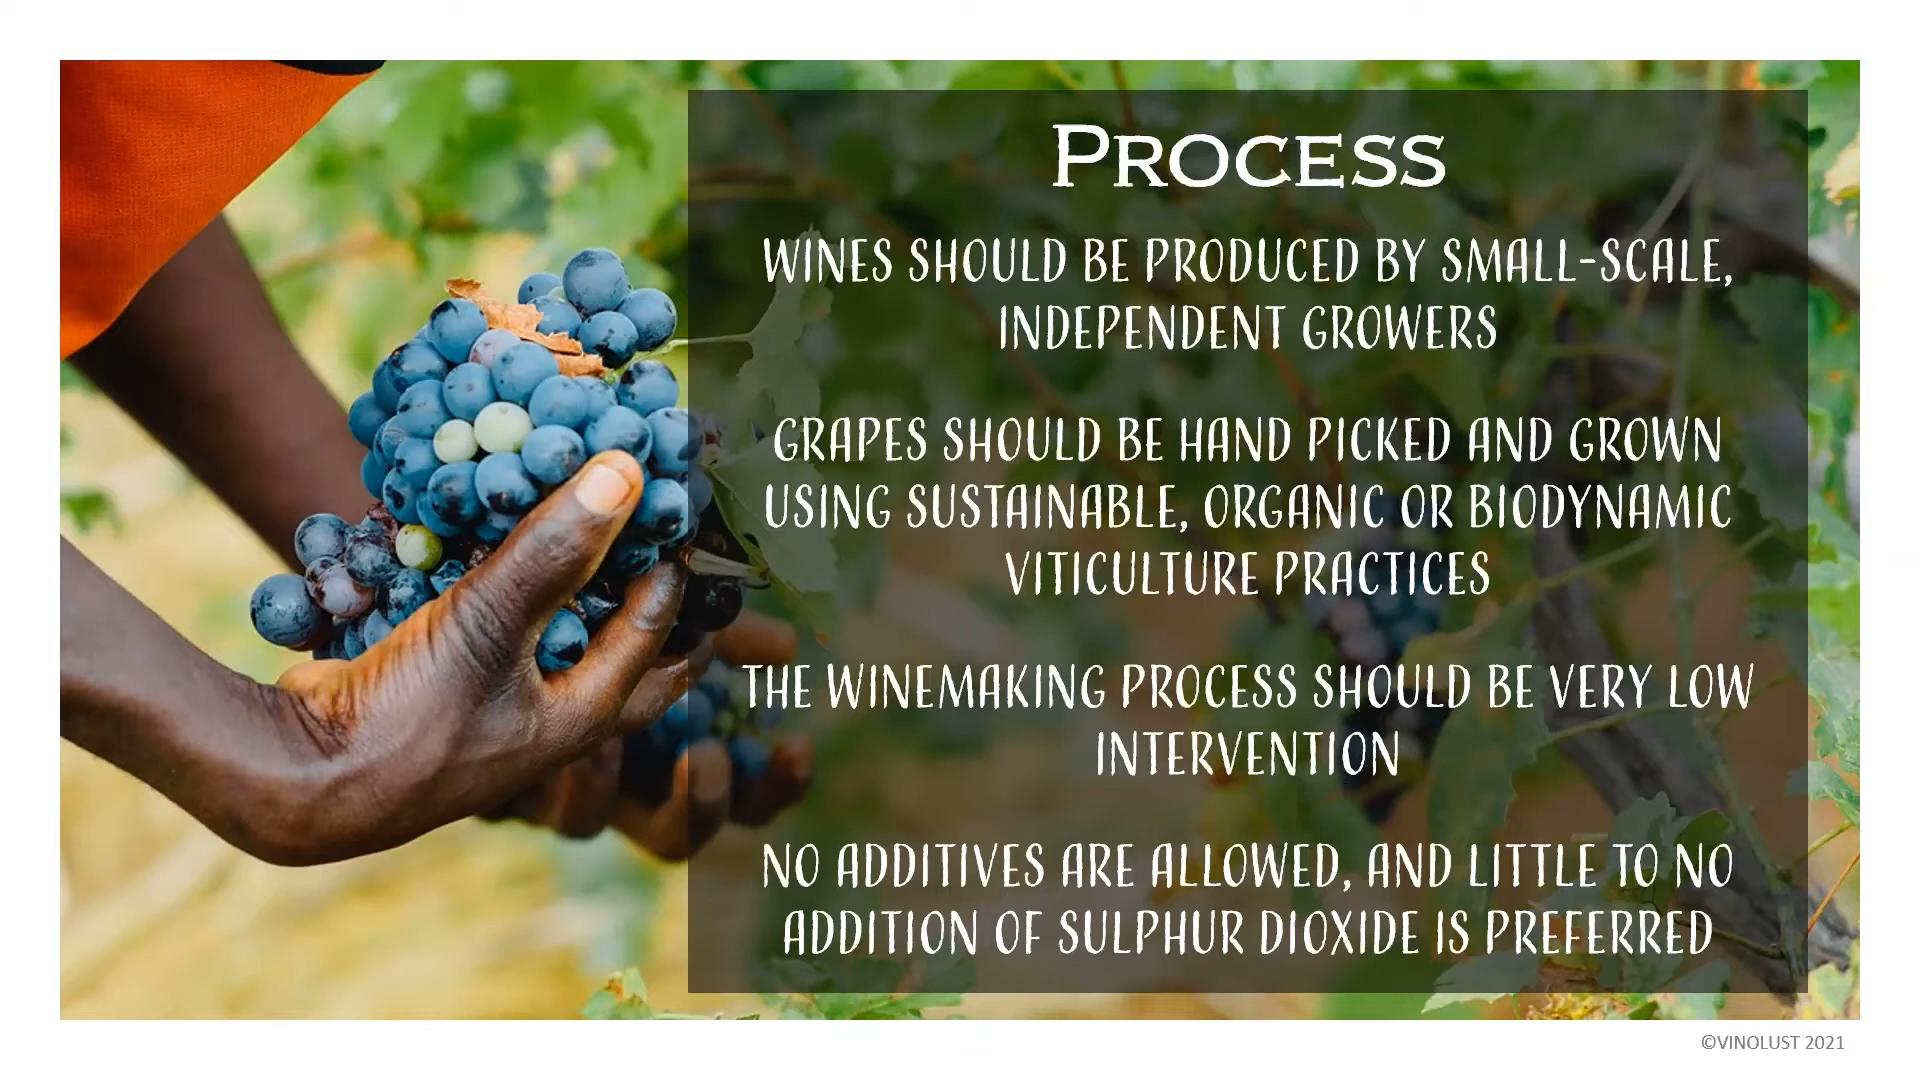 PROCESS
WINES SHOULD BE PRODUCED BY SMALL-SCALE,
INDEPENDENT GROWERS
GRAPES SHOULD BE HAND PICKED AND GROWN
USING SUSTAINABLE, ORGANIC OR BIODYNAMIC
VITICULTURE PRACTICES
THE WINEMAKING PROCESS SHOULD BE VERY LOW
INTERVENTION
NO ADDITIVES ARE ALLOWED, AND LITTLE TO NO
ADDITION OF SULPHUR DIOXIDE IS PREFERRED
©VINOLUST 2021